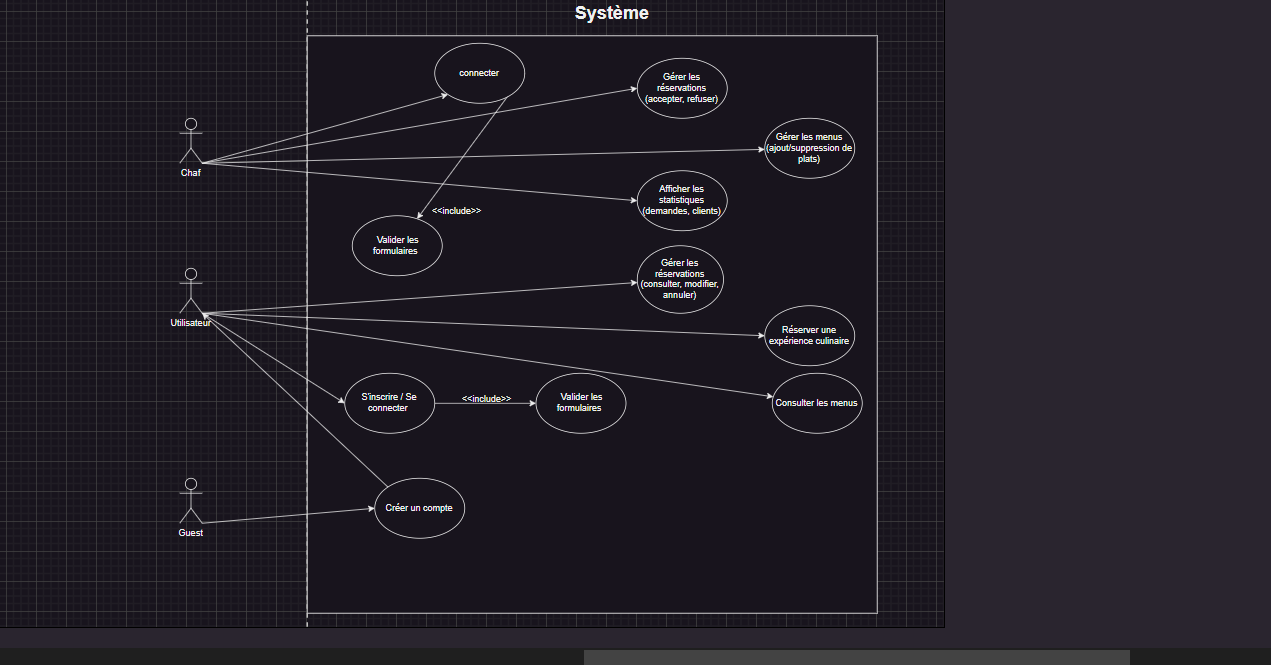 Système
connecter
Gérer les
réservations
(accepter, refuser)
Gérer les menus
(ajout/suppression de
plats)
Chaf
Afficher les
statistiques
(demandes, clients)
<<include>>
Valider les
formulaires
Gérer les
réservations
(consulter, modifier,
annuler)
Utilisateur
Réserver une
expérience culinaire
S'inscrire / Se
connecter
<<include>>
Valider les
formulaires
Consulter les menus
Créer un compte
Guest